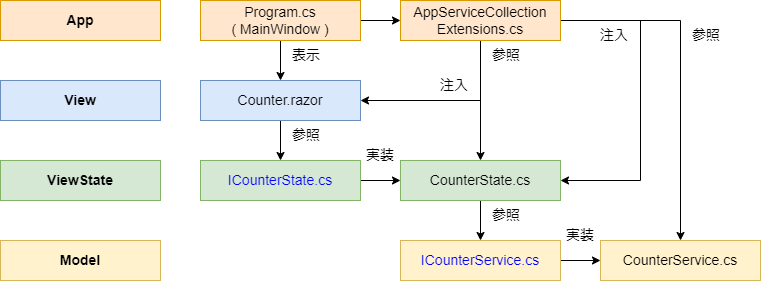 App
Program.cs
( MainWindow )
AppServiceCollection
Extensions.cs
注入
参照
表示
参照
View
Counter.razor
注入
参照
ViewState
ICounterState.cs
実装
CounterState.cs
参照
Model
ICounterService.cs
実装
CounterService.cs